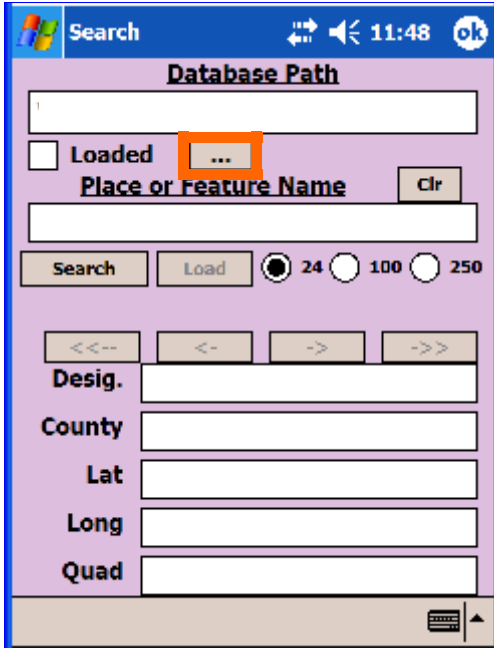 Search 11:48 ok
Database Path
Loaded ...
Place or Feature Name Clr
Search Load 24 100 250
<<-- <- -> ->>
Desig.
County
Lat
Long
Quad